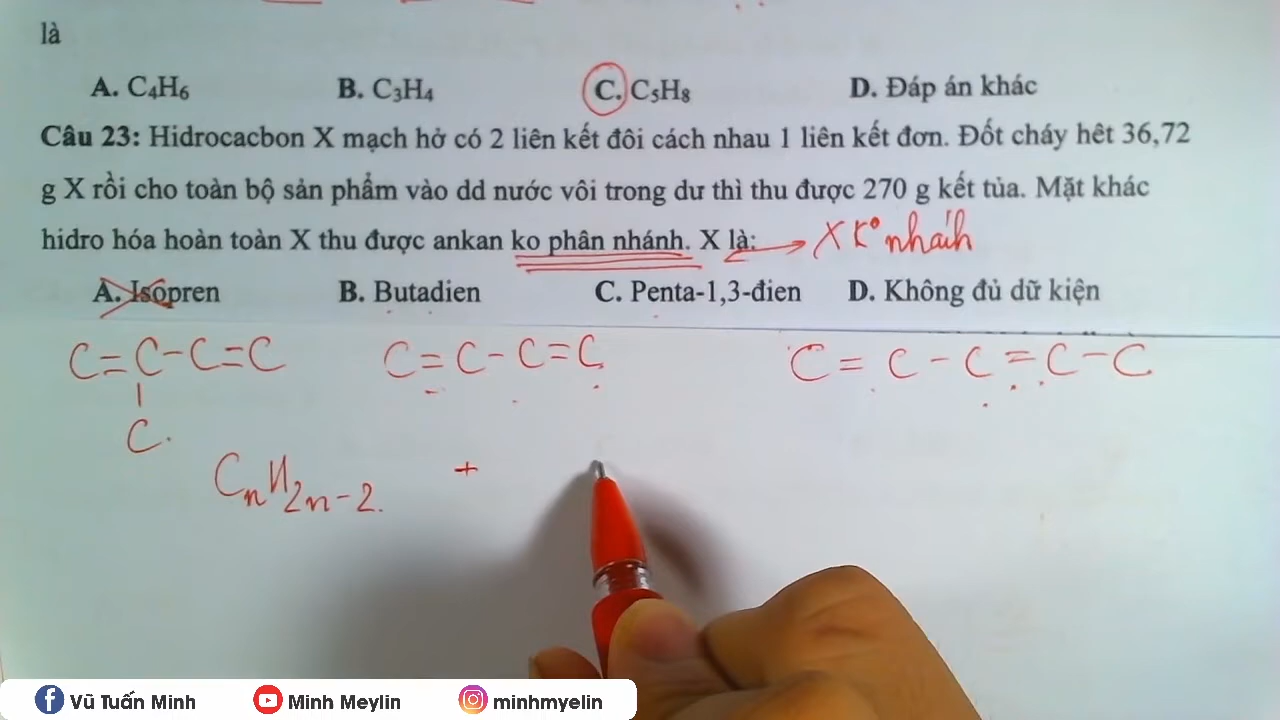 là
A. C₄H₆ B. C₃H₄ C. C₅H₈ D. Đáp án khác
Câu 23: Hidrocacbon X mạch hở có 2 liên kết đôi cách nhau 1 liên kết đơn. Đốt cháy hêt 36,72
g X rồi cho toàn bộ sản phẩm vào dd nước vôi trong dư thì thu được 270 g kết tủa. Mặt khác
hidro hóa hoàn toàn X thu được ankan ko phân nhánh. X là: → X k° nhánh
A. Isopren B. Butadien C. Penta-1,3-đien D. Không đủ dữ kiện
C=C-C=C C=C-C=C C=C-C=C-C
|
C.
CₙH₂ₙ₋₂. +
Vũ Tuấn Minh Minh Meylin minhmyelin